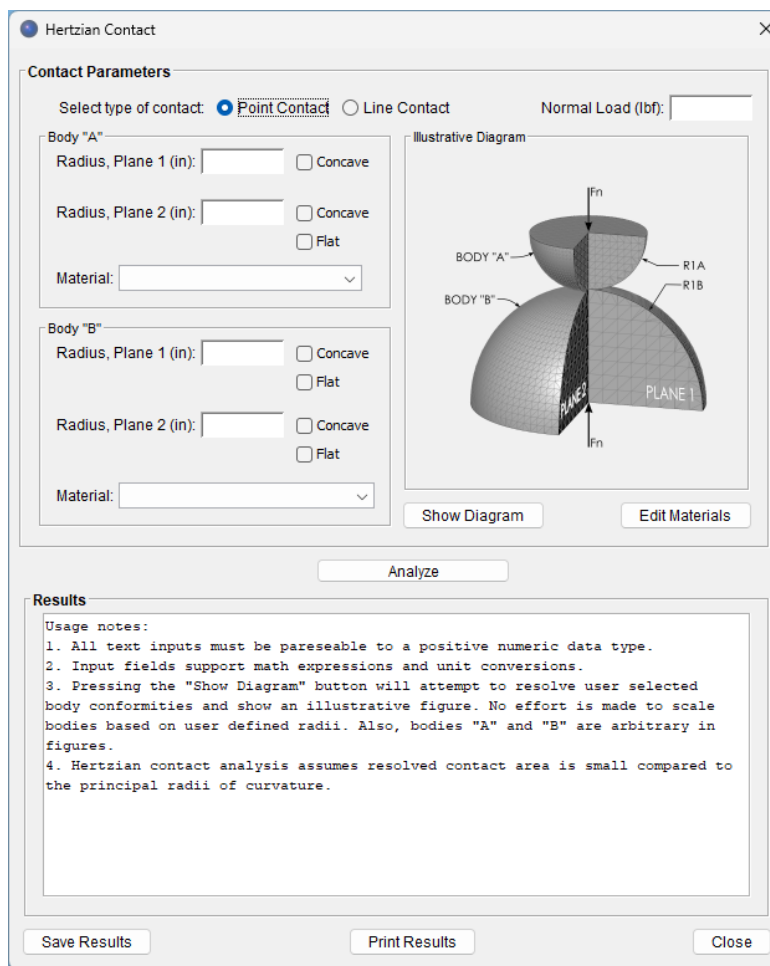 Hertzian Contact
Contact Parameters
Select type of contact: Point Contact Line Contact Normal Load (lbf):
Body "A"
Radius, Plane 1 (in): Concave
Radius, Plane 2 (in): Concave
Flat
Material:
Body "B"
Radius, Plane 1 (in): Concave
Flat
Radius, Plane 2 (in): Concave
Flat
Material:
Illustrative Diagram
Fn
BODY "A"
R1A
R1B
BODY "B"
PLANE 2
PLANE 1
Fn
Show Diagram Edit Materials
Analyze
Results
Usage notes:
1. All text inputs must be pareseable to a positive numeric data type.
2. Input fields support math expressions and unit conversions.
3. Pressing the "Show Diagram" button will attempt to resolve user selected
body conformities and show an illustrative figure. No effort is made to scale
bodies based on user defined radii. Also, bodies "A" and "B" are arbitrary in
figures.
4. Hertzian contact analysis assumes resolved contact area is small compared to
the principal radii of curvature.
Save Results Print Results Close